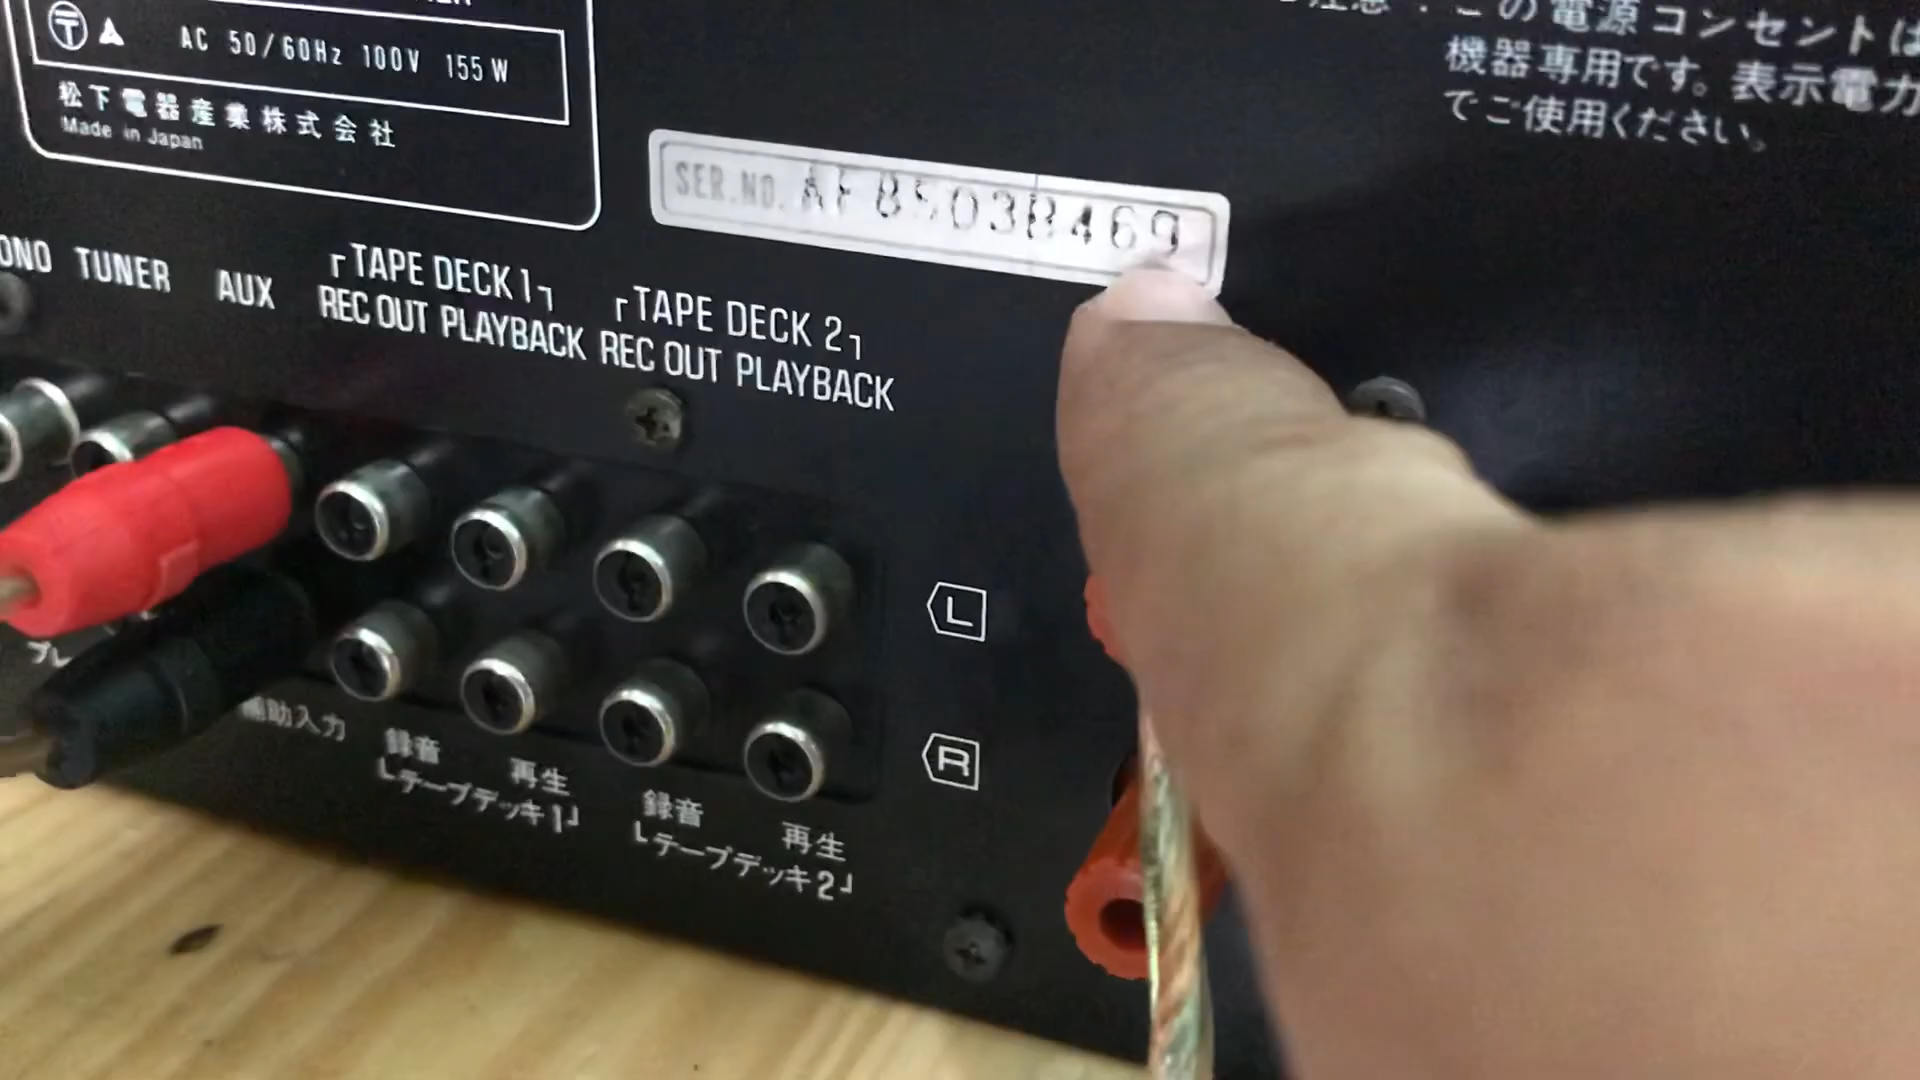 AC 50/60Hz 100V 155W
松下電器産業株式会社
Made in Japan
注意:この電源コンセントは
機器専用です。表示電力
でご使用ください。
SER.NO. AF8503B469
TUNER
AUX
┌TAPE DECK 1┐
REC OUT PLAYBACK
┌TAPE DECK 2┐
REC OUT PLAYBACK
L
R
補助入力
録音 再生
└テープデッキ1┘
録音 再生
└テープデッキ2┘